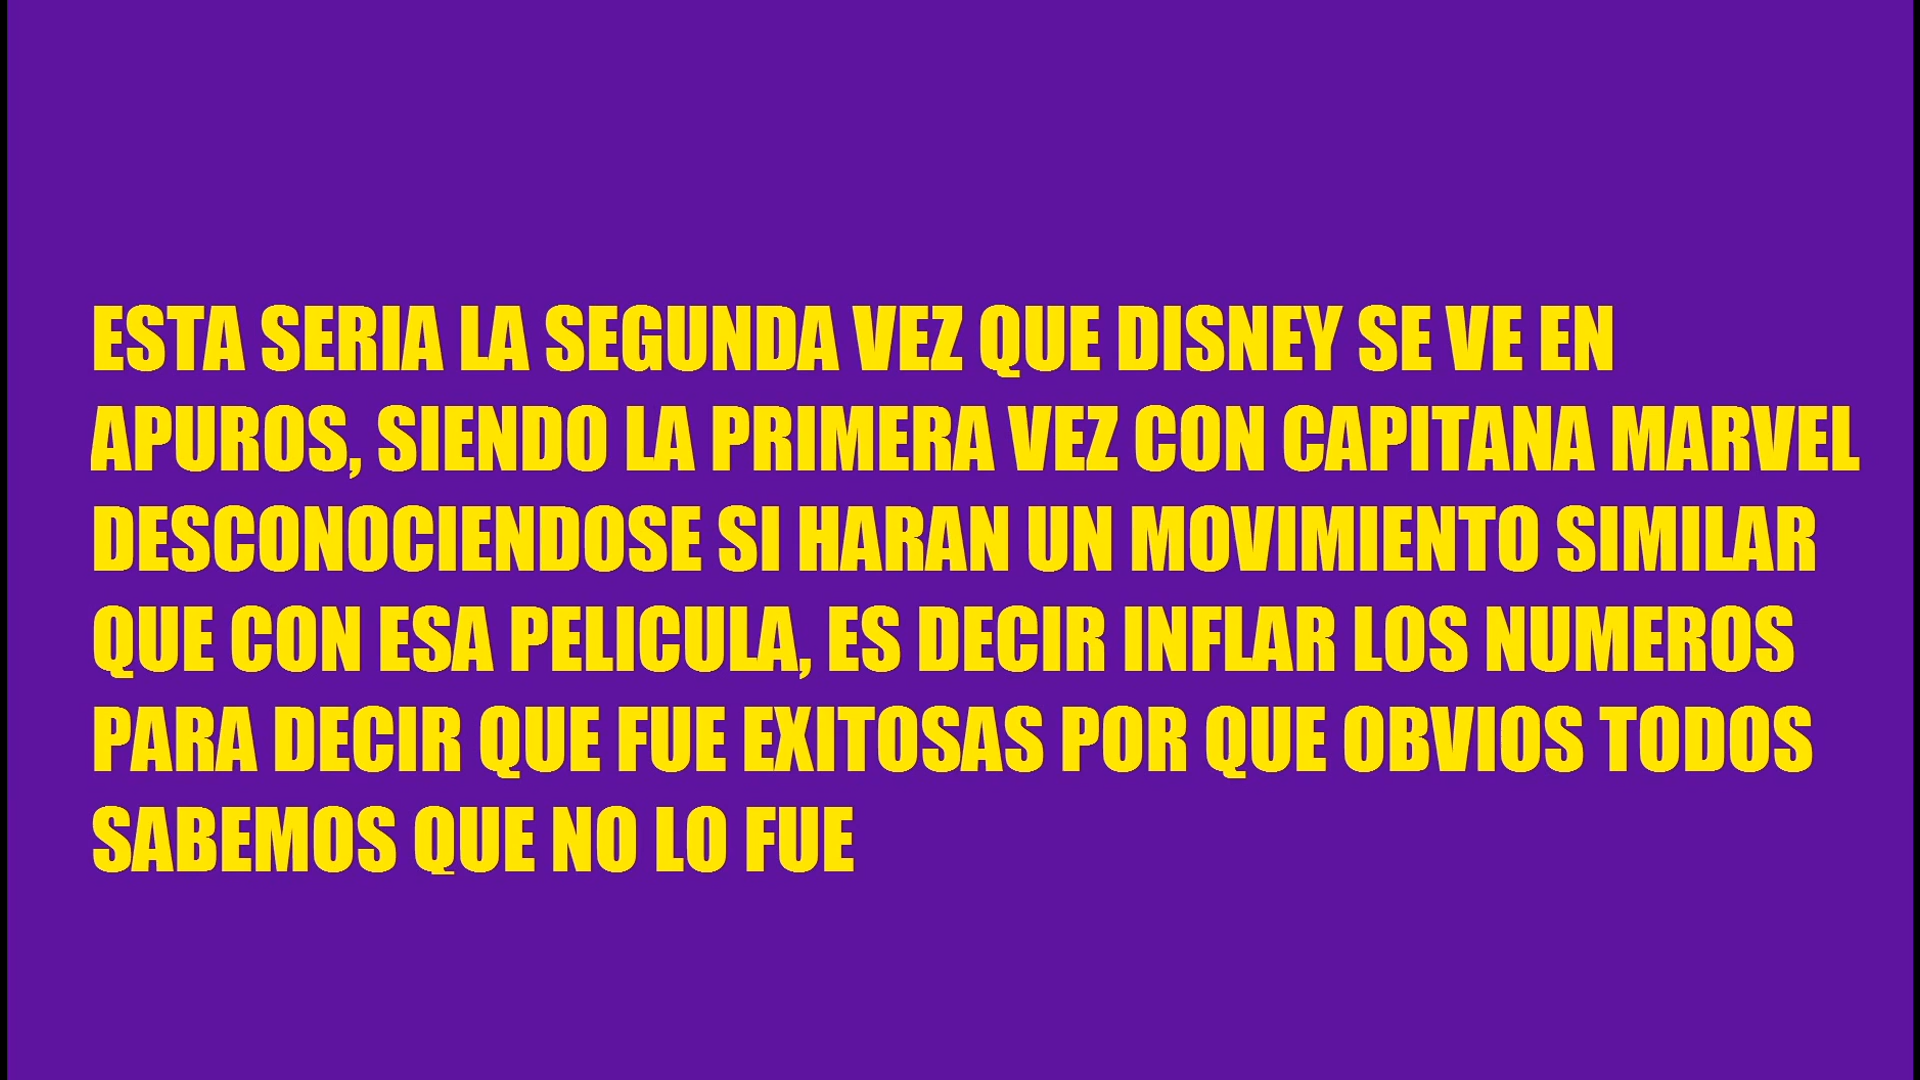 ESTA SERIA LA SEGUNDA VEZ QUE DISNEY SE VE EN
APUROS, SIENDO LA PRIMERA VEZ CON CAPITANA MARVEL
DESCONOCIENDOSE SI HARAN UN MOVIMIENTO SIMILAR
QUE CON ESA PELICULA, ES DECIR INFLAR LOS NUMEROS
PARA DECIR QUE FUE EXITOSAS POR QUE OBVIOS TODOS
SABEMOS QUE NO LO FUE